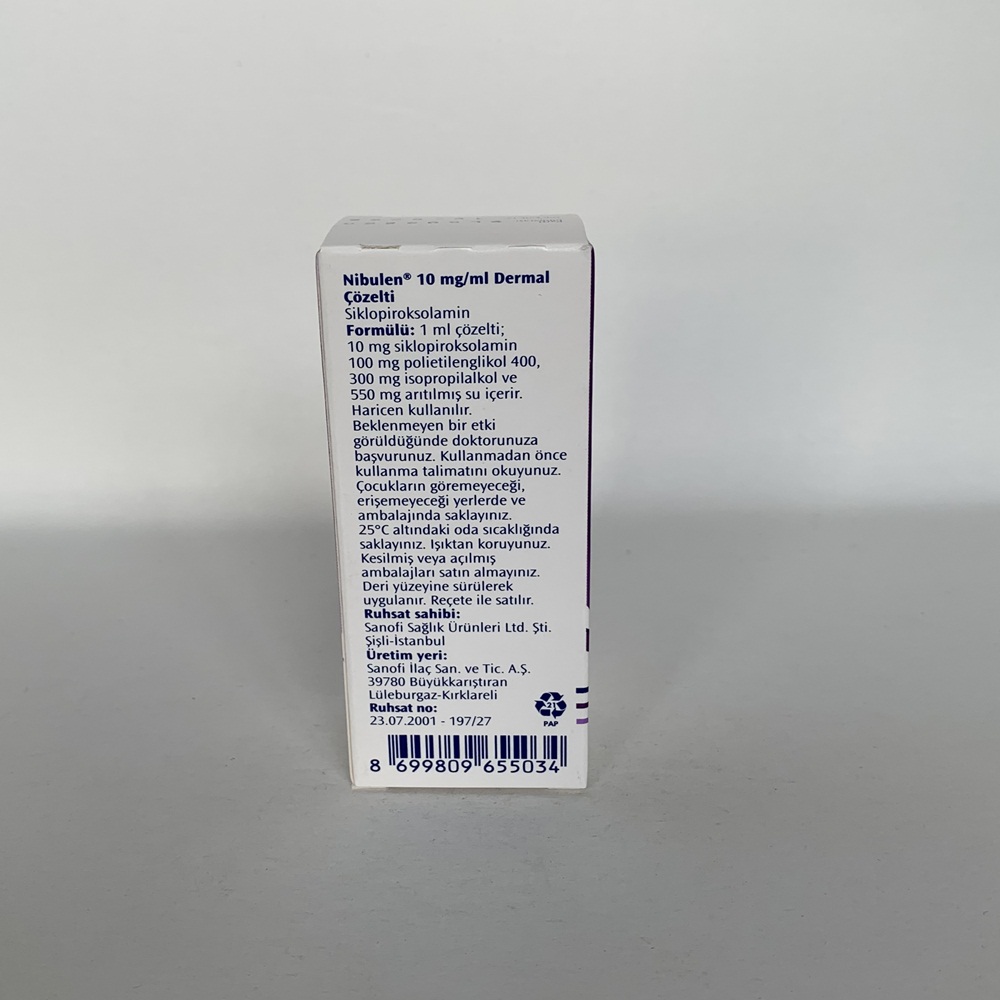 Nibulen® 10 mg/ml Dermal
Çözelti
Siklopiroksolamin
Formülü: 1 ml çözelti;
10 mg siklopiroksolamin
100 mg polietilenglikol 400,
300 mg isopropilalkol ve
550 mg arıtılmış su içerir.
Haricen kullanılır.
Beklenmeyen bir etki
görüldüğünde doktorunuza
başvurunuz. Kullanmadan önce
kullanma talimatını okuyunuz.
Çocukların göremeyeceği,
erişemeyeceği yerlerde ve
ambalajında saklayınız.
25°C altındaki oda sıcaklığında
saklayınız. Işıktan koruyunuz.
Kesilmiş veya açılmış
ambalajları satın almayınız.
Deri yüzeyine sürülerek
uygulanır. Reçete ile satılır.
Ruhsat sahibi:
Sanofi Sağlık Ürünleri Ltd. Şti.
Şişli-İstanbul
Üretim yeri:
Sanofi İlaç San. ve Tic. A.Ş.
39780 Büyükkarıştıran
Lüleburgaz-Kırklareli
Ruhsat no:
23.07.2001 - 197/27
21
PAP
8 699809 655034